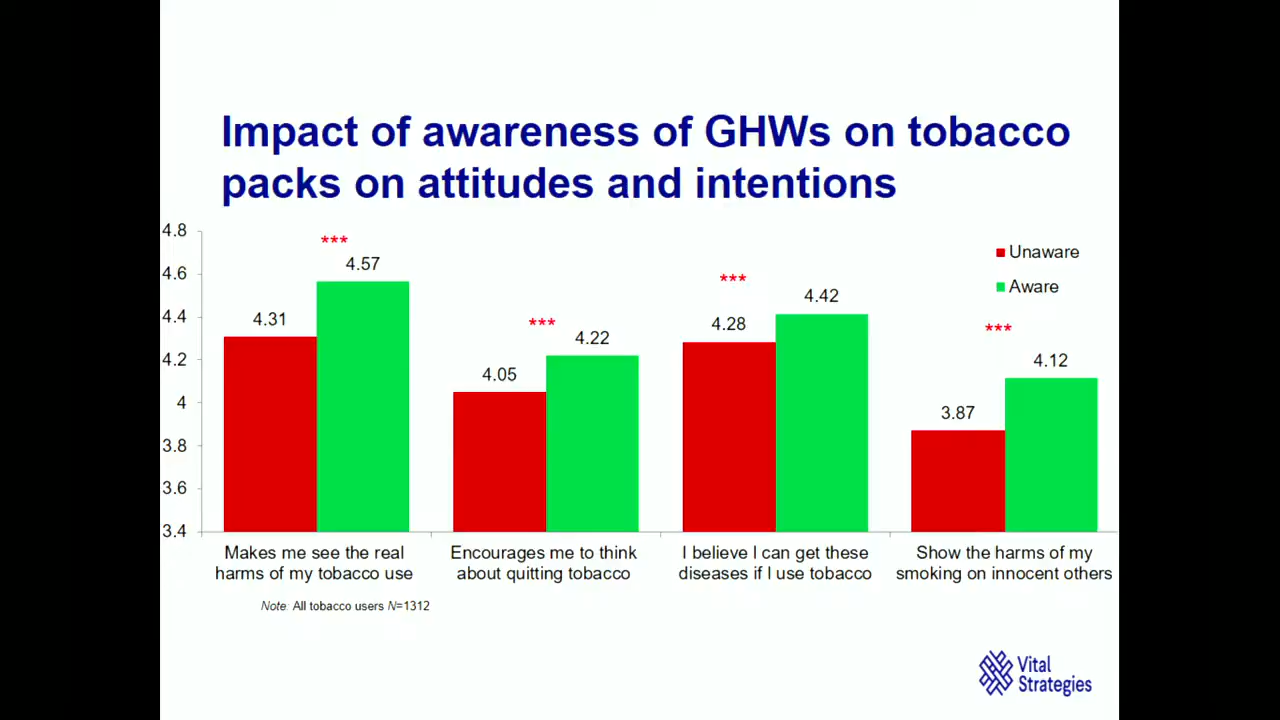 Impact of awareness of GHWs on tobacco
packs on attitudes and intentions
4.8
4.6
4.4
4.2
4
3.8
3.6
3.4
***
4.57
4.31
***
4.22
4.05
***
4.42
4.28
***
4.12
3.87
Unaware
Aware
Makes me see the real
harms of my tobacco use
Encourages me to think
about quitting tobacco
I believe I can get these
diseases if I use tobacco
Show the harms of my
smoking on innocent others
Note: All tobacco users N=1312
Vital
Strategies